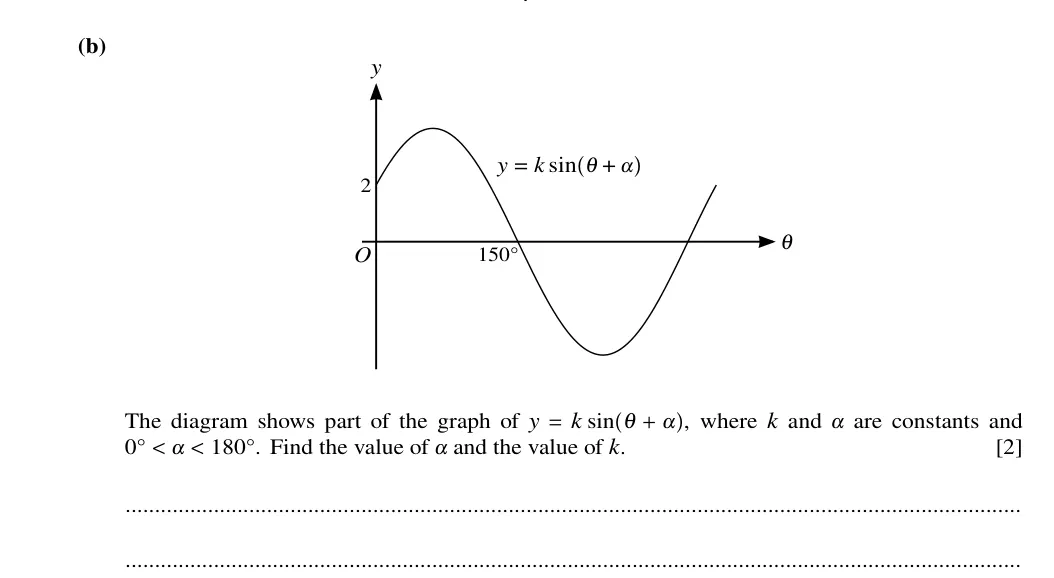 (b)
y
y = k sin(θ + α)
2
O
150°
θ
The diagram shows part of the graph of y = k sin(θ + α), where k and α are constants and
0° < α < 180°. Find the value of α and the value of k. [2]